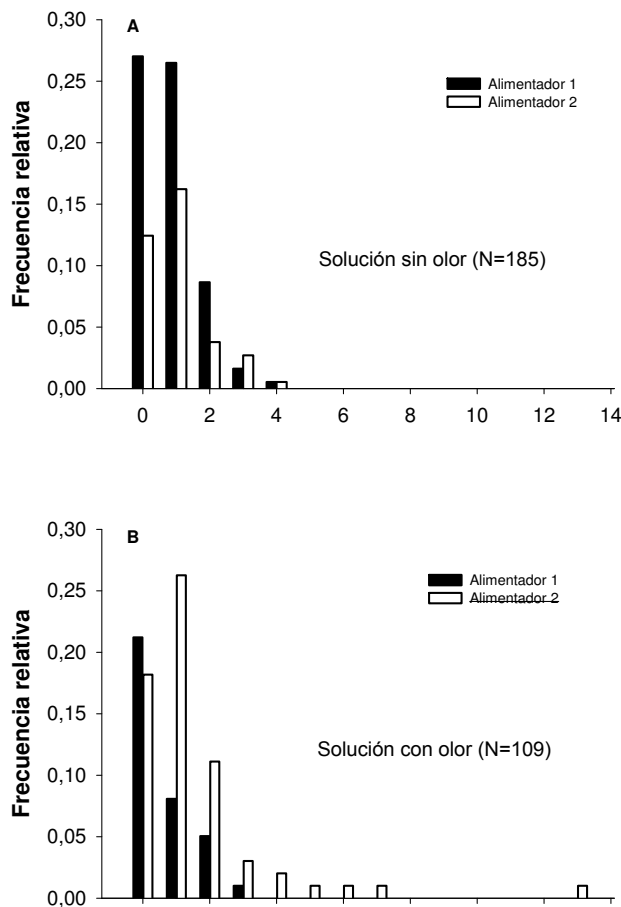 A
Frecuencia relativa
0,30
0,25
0,20
0,15
0,10
0,05
0,00
Alimentador 1
Alimentador 2
Solución sin olor (N=185)
0 2 4 6 8 10 12 14
B
Frecuencia relativa
0,30
0,25
0,20
0,15
0,10
0,05
0,00
Alimentador 1
Alimentador 2
Solución con olor (N=109)